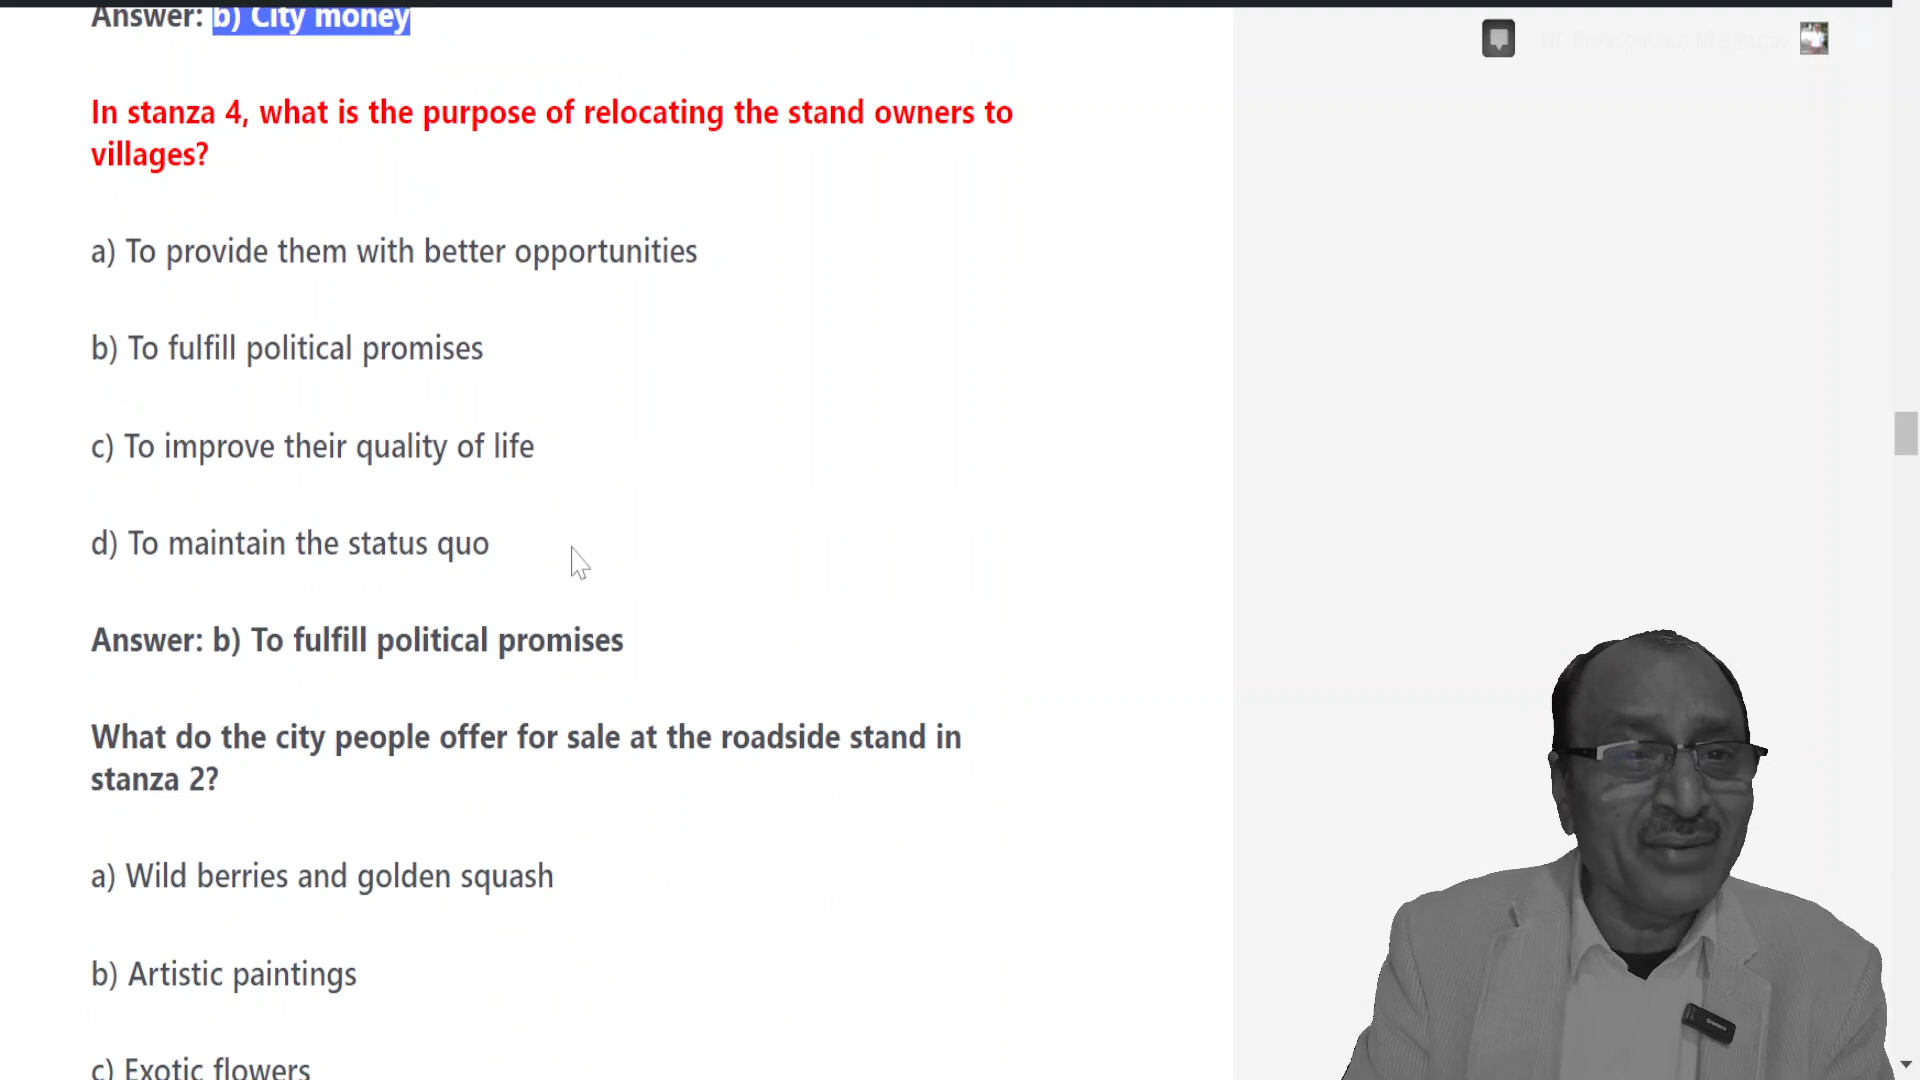 Answer: b) City money
In stanza 4, what is the purpose of relocating the stand owners to
villages?
a) To provide them with better opportunities
b) To fulfill political promises
c) To improve their quality of life
d) To maintain the status quo
Answer: b) To fulfill political promises
What do the city people offer for sale at the roadside stand in
stanza 2?
a) Wild berries and golden squash
b) Artistic paintings
c) Exotic flowers